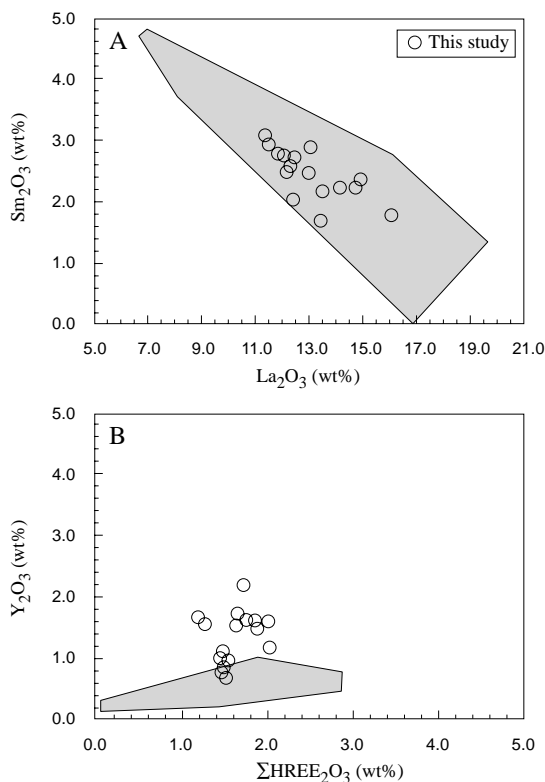 5.0
A
This study
4.0
3.0
2.0
1.0
0.0
Sm₂O₃ (wt%)
5.0 7.0 9.0 11.0 13.0 15.0 17.0 19.0 21.0
La₂O₃ (wt%)
5.0
B
4.0
3.0
2.0
1.0
0.0
Y₂O₃ (wt%)
0.0 1.0 2.0 3.0 4.0 5.0
ΣHREE₂O₃ (wt%)